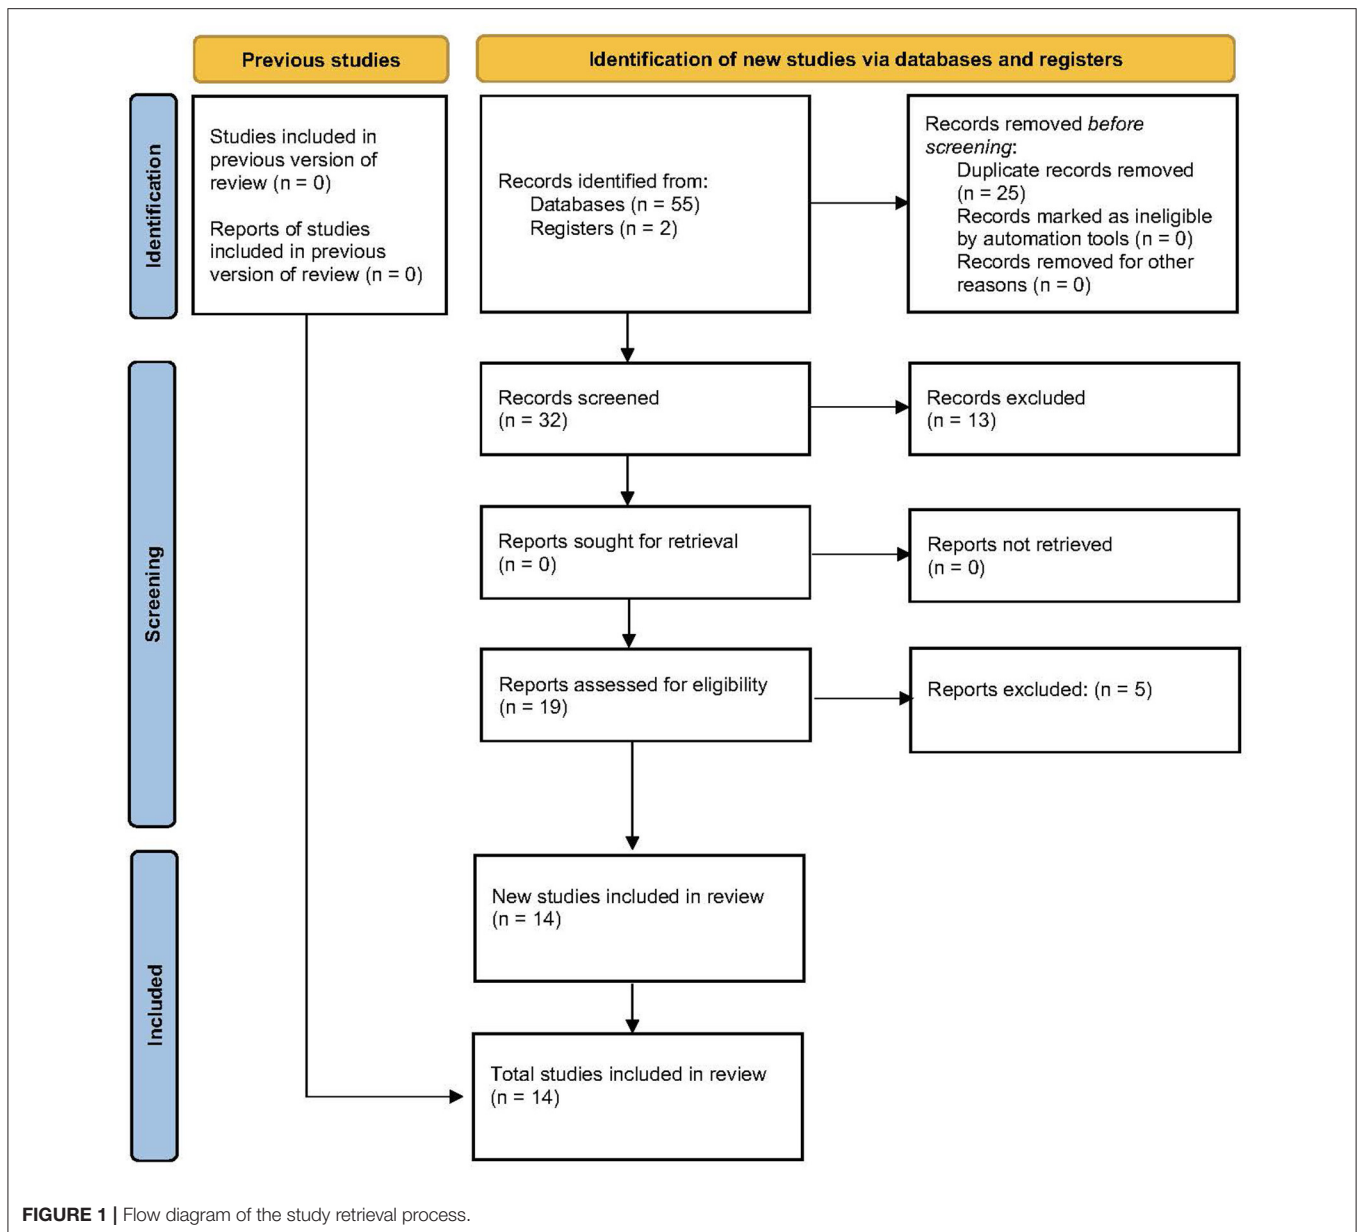 Previous studies
Identification of new studies via databases and registers
Identification
Studies included in
previous version of
review (n = 0)
Reports of studies
included in previous
version of review (n = 0)
Records identified from:
Databases (n = 55)
Registers (n = 2)
Records removed before
screening:
Duplicate records removed
(n = 25)
Records marked as ineligible
by automation tools (n = 0)
Records removed for other
reasons (n = 0)
Screening
Records screened
(n = 32)
Records excluded
(n = 13)
Reports sought for retrieval
(n = 0)
Reports not retrieved
(n = 0)
Reports assessed for eligibility
(n = 19)
Reports excluded: (n = 5)
Included
New studies included in review
(n = 14)
Total studies included in review
(n = 14)
FIGURE 1 | Flow diagram of the study retrieval process.